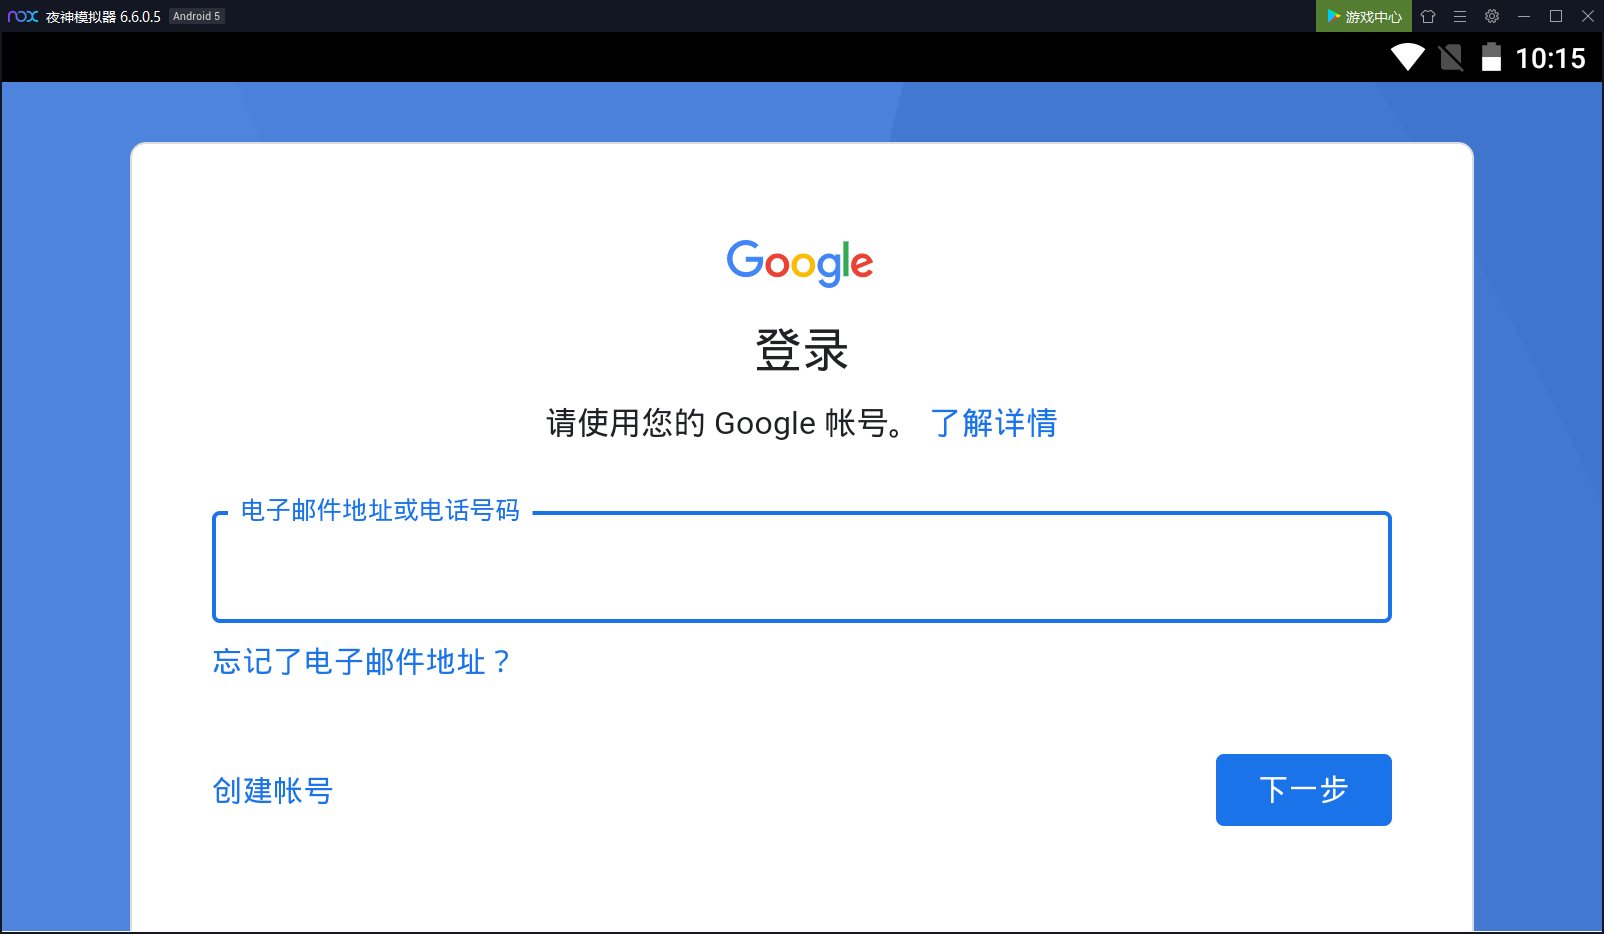 nox 夜神模拟器 6.6.0.5 Android 5 游戏中心
10:15
Google
登录
请使用您的 Google 帐号。 了解详情
电子邮件地址或电话号码
忘记了电子邮件地址？
创建帐号 下一步